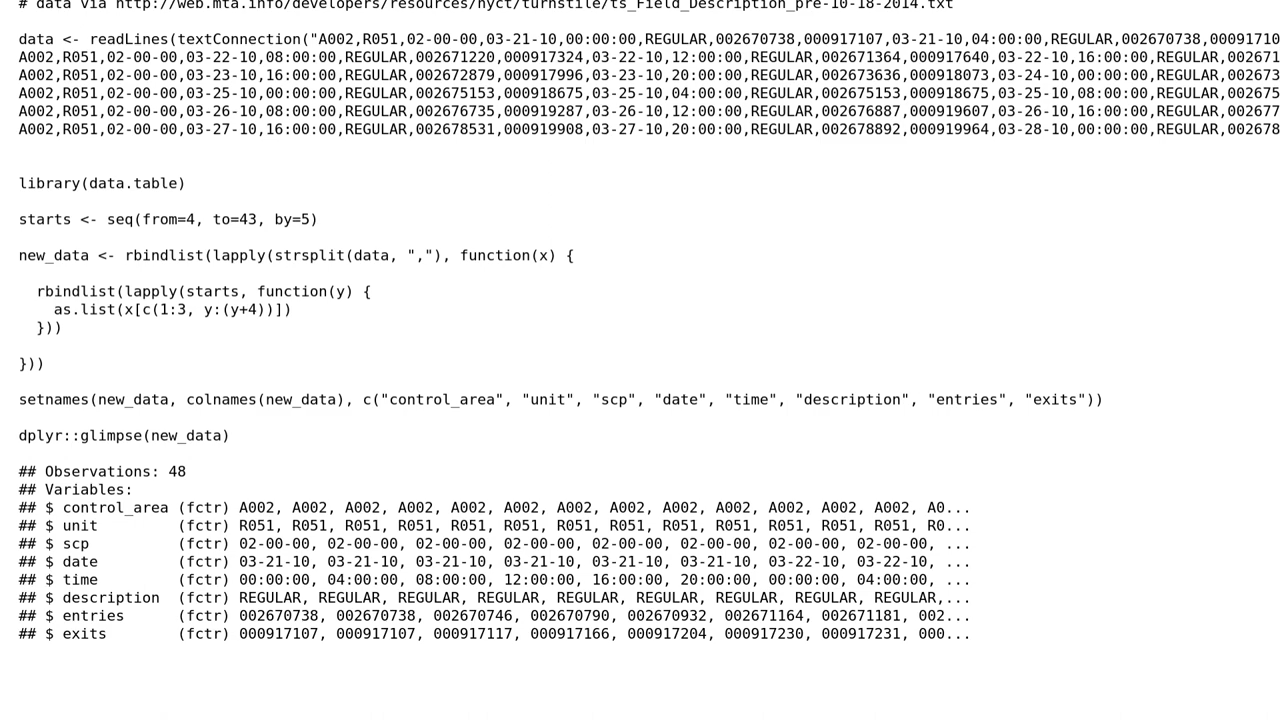 # data via http://web.mta.info/developers/resources/nyct/turnstile/ts_Field_Description_pre-10-18-2014.txt
data <- readLines(textConnection("A002,R051,02-00-00,03-21-10,00:00:00,REGULAR,002670738,000917107,03-21-10,04:00:00,REGULAR,002670738,00091710
A002,R051,02-00-00,03-22-10,08:00:00,REGULAR,002671220,000917324,03-22-10,12:00:00,REGULAR,002671364,000917640,03-22-10,16:00:00,REGULAR,002671
A002,R051,02-00-00,03-23-10,16:00:00,REGULAR,002672879,000917996,03-23-10,20:00:00,REGULAR,002673636,000918073,03-24-10,00:00:00,REGULAR,002673
A002,R051,02-00-00,03-25-10,00:00:00,REGULAR,002675153,000918675,03-25-10,04:00:00,REGULAR,002675153,000918675,03-25-10,08:00:00,REGULAR,002675
A002,R051,02-00-00,03-26-10,08:00:00,REGULAR,002676735,000919287,03-26-10,12:00:00,REGULAR,002676887,000919607,03-26-10,16:00:00,REGULAR,002677
A002,R051,02-00-00,03-27-10,16:00:00,REGULAR,002678531,000919908,03-27-10,20:00:00,REGULAR,002678892,000919964,03-28-10,00:00:00,REGULAR,002678
library(data.table)
starts <- seq(from=4, to=43, by=5)
new_data <- rbindlist(lapply(strsplit(data, ","), function(x) {
  rbindlist(lapply(starts, function(y) {
    as.list(x[c(1:3, y:(y+4))])
  }))
}))
setnames(new_data, colnames(new_data), c("control_area", "unit", "scp", "date", "time", "description", "entries", "exits"))
dplyr::glimpse(new_data)
## Observations: 48
## Variables:
## $ control_area (fctr) A002, A002, A002, A002, A002, A002, A002, A002, A002, A002, A002, A002, A002, A0...
## $ unit         (fctr) R051, R051, R051, R051, R051, R051, R051, R051, R051, R051, R051, R051, R051, R0...
## $ scp          (fctr) 02-00-00, 02-00-00, 02-00-00, 02-00-00, 02-00-00, 02-00-00, 02-00-00, 02-00-00, ...
## $ date         (fctr) 03-21-10, 03-21-10, 03-21-10, 03-21-10, 03-21-10, 03-21-10, 03-22-10, 03-22-10, ...
## $ time         (fctr) 00:00:00, 04:00:00, 08:00:00, 12:00:00, 16:00:00, 20:00:00, 00:00:00, 04:00:00, ...
## $ description  (fctr) REGULAR, REGULAR, REGULAR, REGULAR, REGULAR, REGULAR, REGULAR, REGULAR, REGULAR,...
## $ entries      (fctr) 002670738, 002670738, 002670746, 002670790, 002670932, 002671164, 002671181, 002...
## $ exits        (fctr) 000917107, 000917107, 000917117, 000917166, 000917204, 000917230, 000917231, 000...